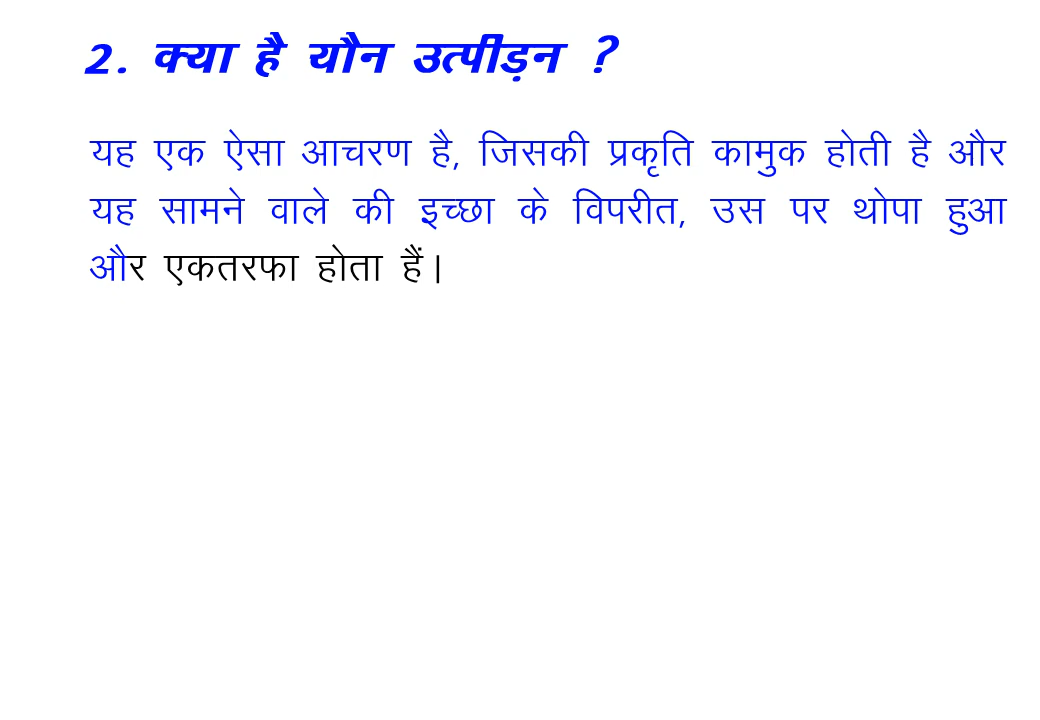 2. क्या है यौन उत्पीड़न ?
यह एक ऐसा आचरण है, जिसकी प्रकृति कामुक होती है और
यह सामने वाले की इच्छा के विपरीत, उस पर थोपा हुआ
और एकतरफा होता हैं।